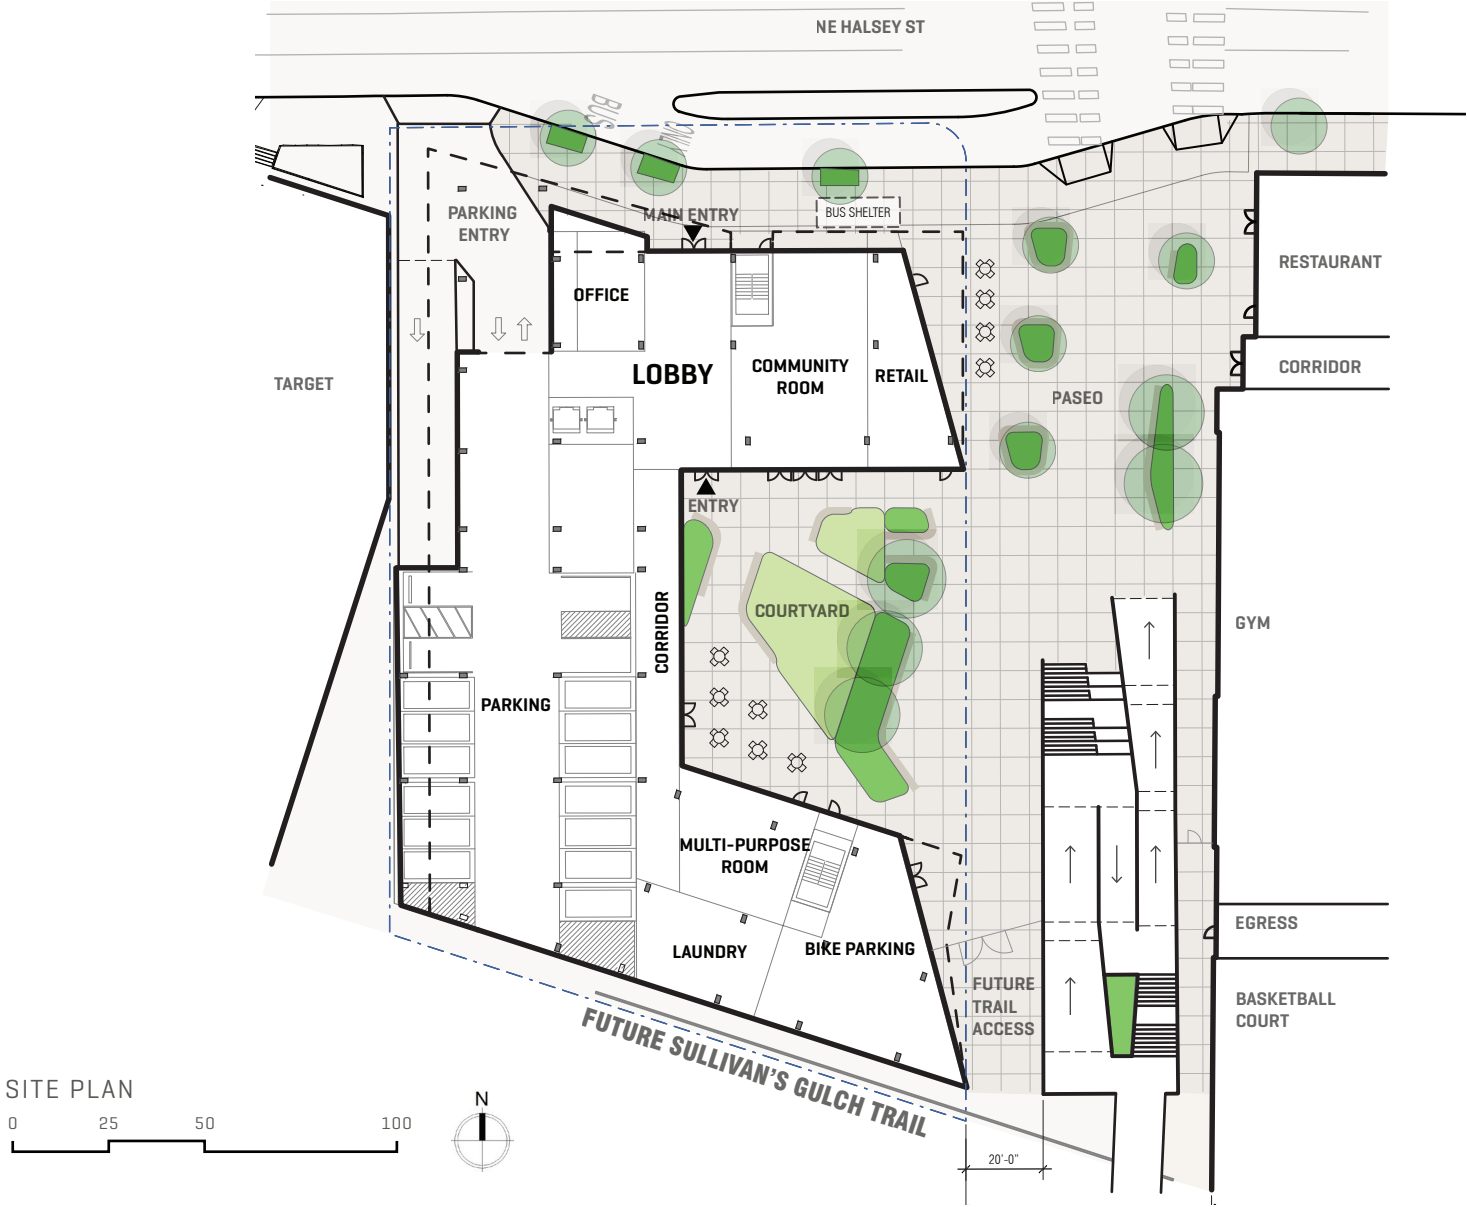 NE HALSEY ST
BUS
ONLY
MAIN ENTRY
BUS SHELTER
PARKING
ENTRY
RESTAURANT
OFFICE
LOBBY
COMMUNITY
ROOM
RETAIL
TARGET
CORRIDOR
PASEO
ENTRY
COURTYARD
CORRIDOR
GYM
PARKING
MULTI-PURPOSE
ROOM
LAUNDRY
BIKE PARKING
EGRESS
FUTURE
TRAIL
ACCESS
BASKETBALL
COURT
FUTURE SULLIVAN'S GULCH TRAIL
SITE PLAN
0 25 50 100
N
20'-0"